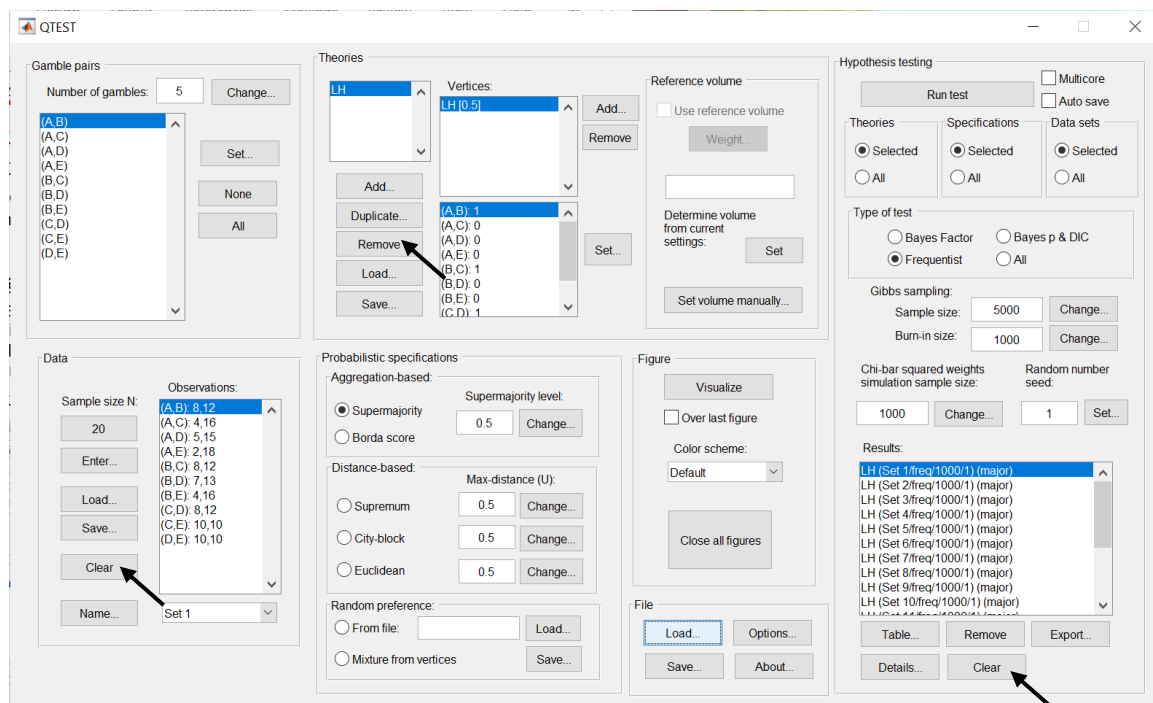 QTEST
Gamble pairs
Number of gambles: 5 Change...
(A,B)
(A,C)
(A,D)
(A,E)
(B,C)
(B,D)
(B,E)
(C,D)
(C,E)
(D,E)
Set...
None
All
Theories
LH
Add...
Duplicate...
Remove
Load...
Save...
Vertices:
LH [0.5]
Add...
Remove
(A,B): 1
(A,C): 0
(A,D): 0
(A,E): 0
(B,C): 1
(B,D): 0
(B,E): 0
(C,D): 1
Set...
Reference volume
Use reference volume
Weight...
Determine volume
from current
settings:
Set
Set volume manually...
Data
Sample size N:
20
Enter...
Load...
Save...
Clear
Name...
Observations:
(A,B): 8,12
(A,C): 4,16
(A,D): 5,15
(A,E): 2,18
(B,C): 8,12
(B,D): 7,13
(B,E): 4,16
(C,D): 8,12
(C,E): 10,10
(D,E): 10,10
Set 1
Probabilistic specifications
Aggregation-based:
Supermajority
Borda score
Supermajority level:
0.5 Change...
Distance-based:
Max-distance (U):
Supremum 0.5 Change...
City-block 0.5 Change...
Euclidean 0.5 Change...
Random preference:
From file: Load...
Mixture from vertices Save...
Figure
Visualize
Over last figure
Color scheme:
Default
Close all figures
File
Load... Options...
Save... About...
Hypothesis testing
Run test
Multicore
Auto save
Theories
Selected
All
Specifications
Selected
All
Data sets
Selected
All
Type of test
Bayes Factor Bayes p & DIC
Frequentist All
Gibbs sampling:
Sample size: 5000 Change...
Burn-in size: 1000 Change...
Chi-bar squared weights
simulation sample size:
1000 Change...
Random number
seed:
1 Set...
Results:
LH (Set 1/freq/1000/1) (major)
LH (Set 2/freq/1000/1) (major)
LH (Set 3/freq/1000/1) (major)
LH (Set 4/freq/1000/1) (major)
LH (Set 5/freq/1000/1) (major)
LH (Set 6/freq/1000/1) (major)
LH (Set 7/freq/1000/1) (major)
LH (Set 8/freq/1000/1) (major)
LH (Set 9/freq/1000/1) (major)
LH (Set 10/freq/1000/1) (major)
Table... Remove Export...
Details... Clear